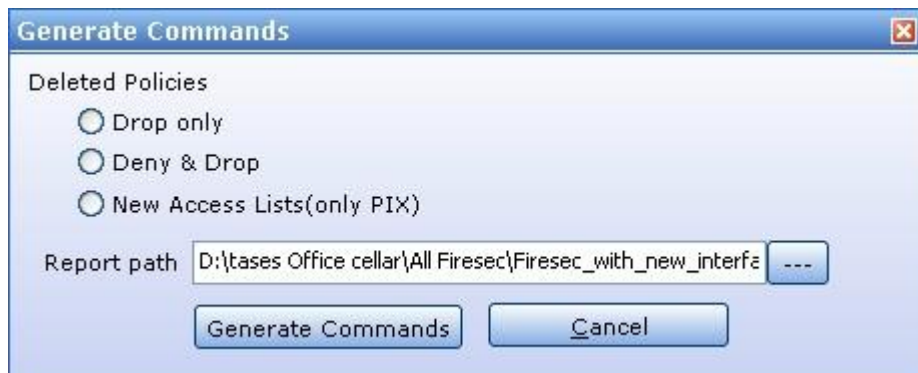 Generate Commands
Deleted Policies
Drop only
Deny & Drop
New Access Lists(only PIX)
Report path D:\tases Office cellar\All Firesec\Firesec_with_new_interfa ---
Generate Commands Cancel